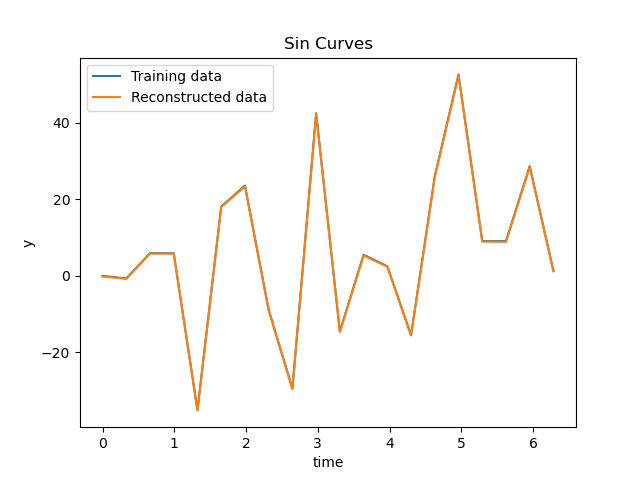 Sin Curves
Training data
Reconstructed data
40
20
0
−20
y
0 1 2 3 4 5 6
time